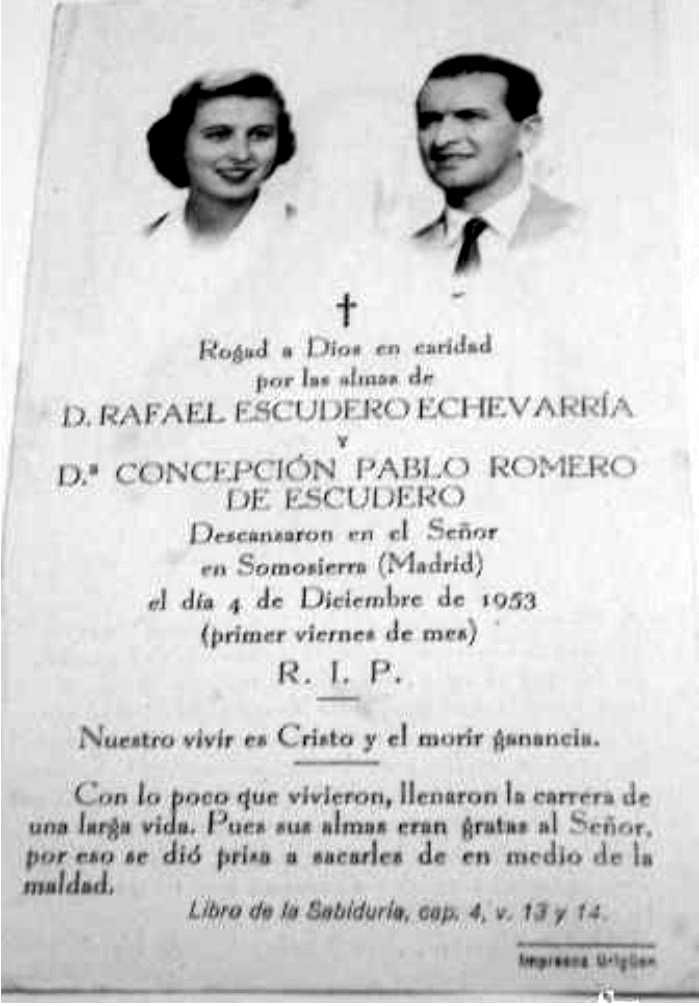 Rogad a Dios en caridad
por las almas de
D. RAFAEL ESCUDERO ECHEVARRÍA
Y
D.ª CONCEPCIÓN PABLO ROMERO
DE ESCUDERO
Descansaron en el Señor
en Somosierra (Madrid)
el día 4 de Diciembre de 1953
(primer viernes de mes)
R. I. P.
Nuestro vivir es Cristo y el morir ganancia.
Con lo poco que vivieron, llenaron la carrera de
una larga vida. Pues sus almas eran gratas al Señor,
por eso se dió prisa a sacarles de en medio de la
maldad.
Libro de la Sabiduría, cap. 4, v. 13 y 14.
Imprenta